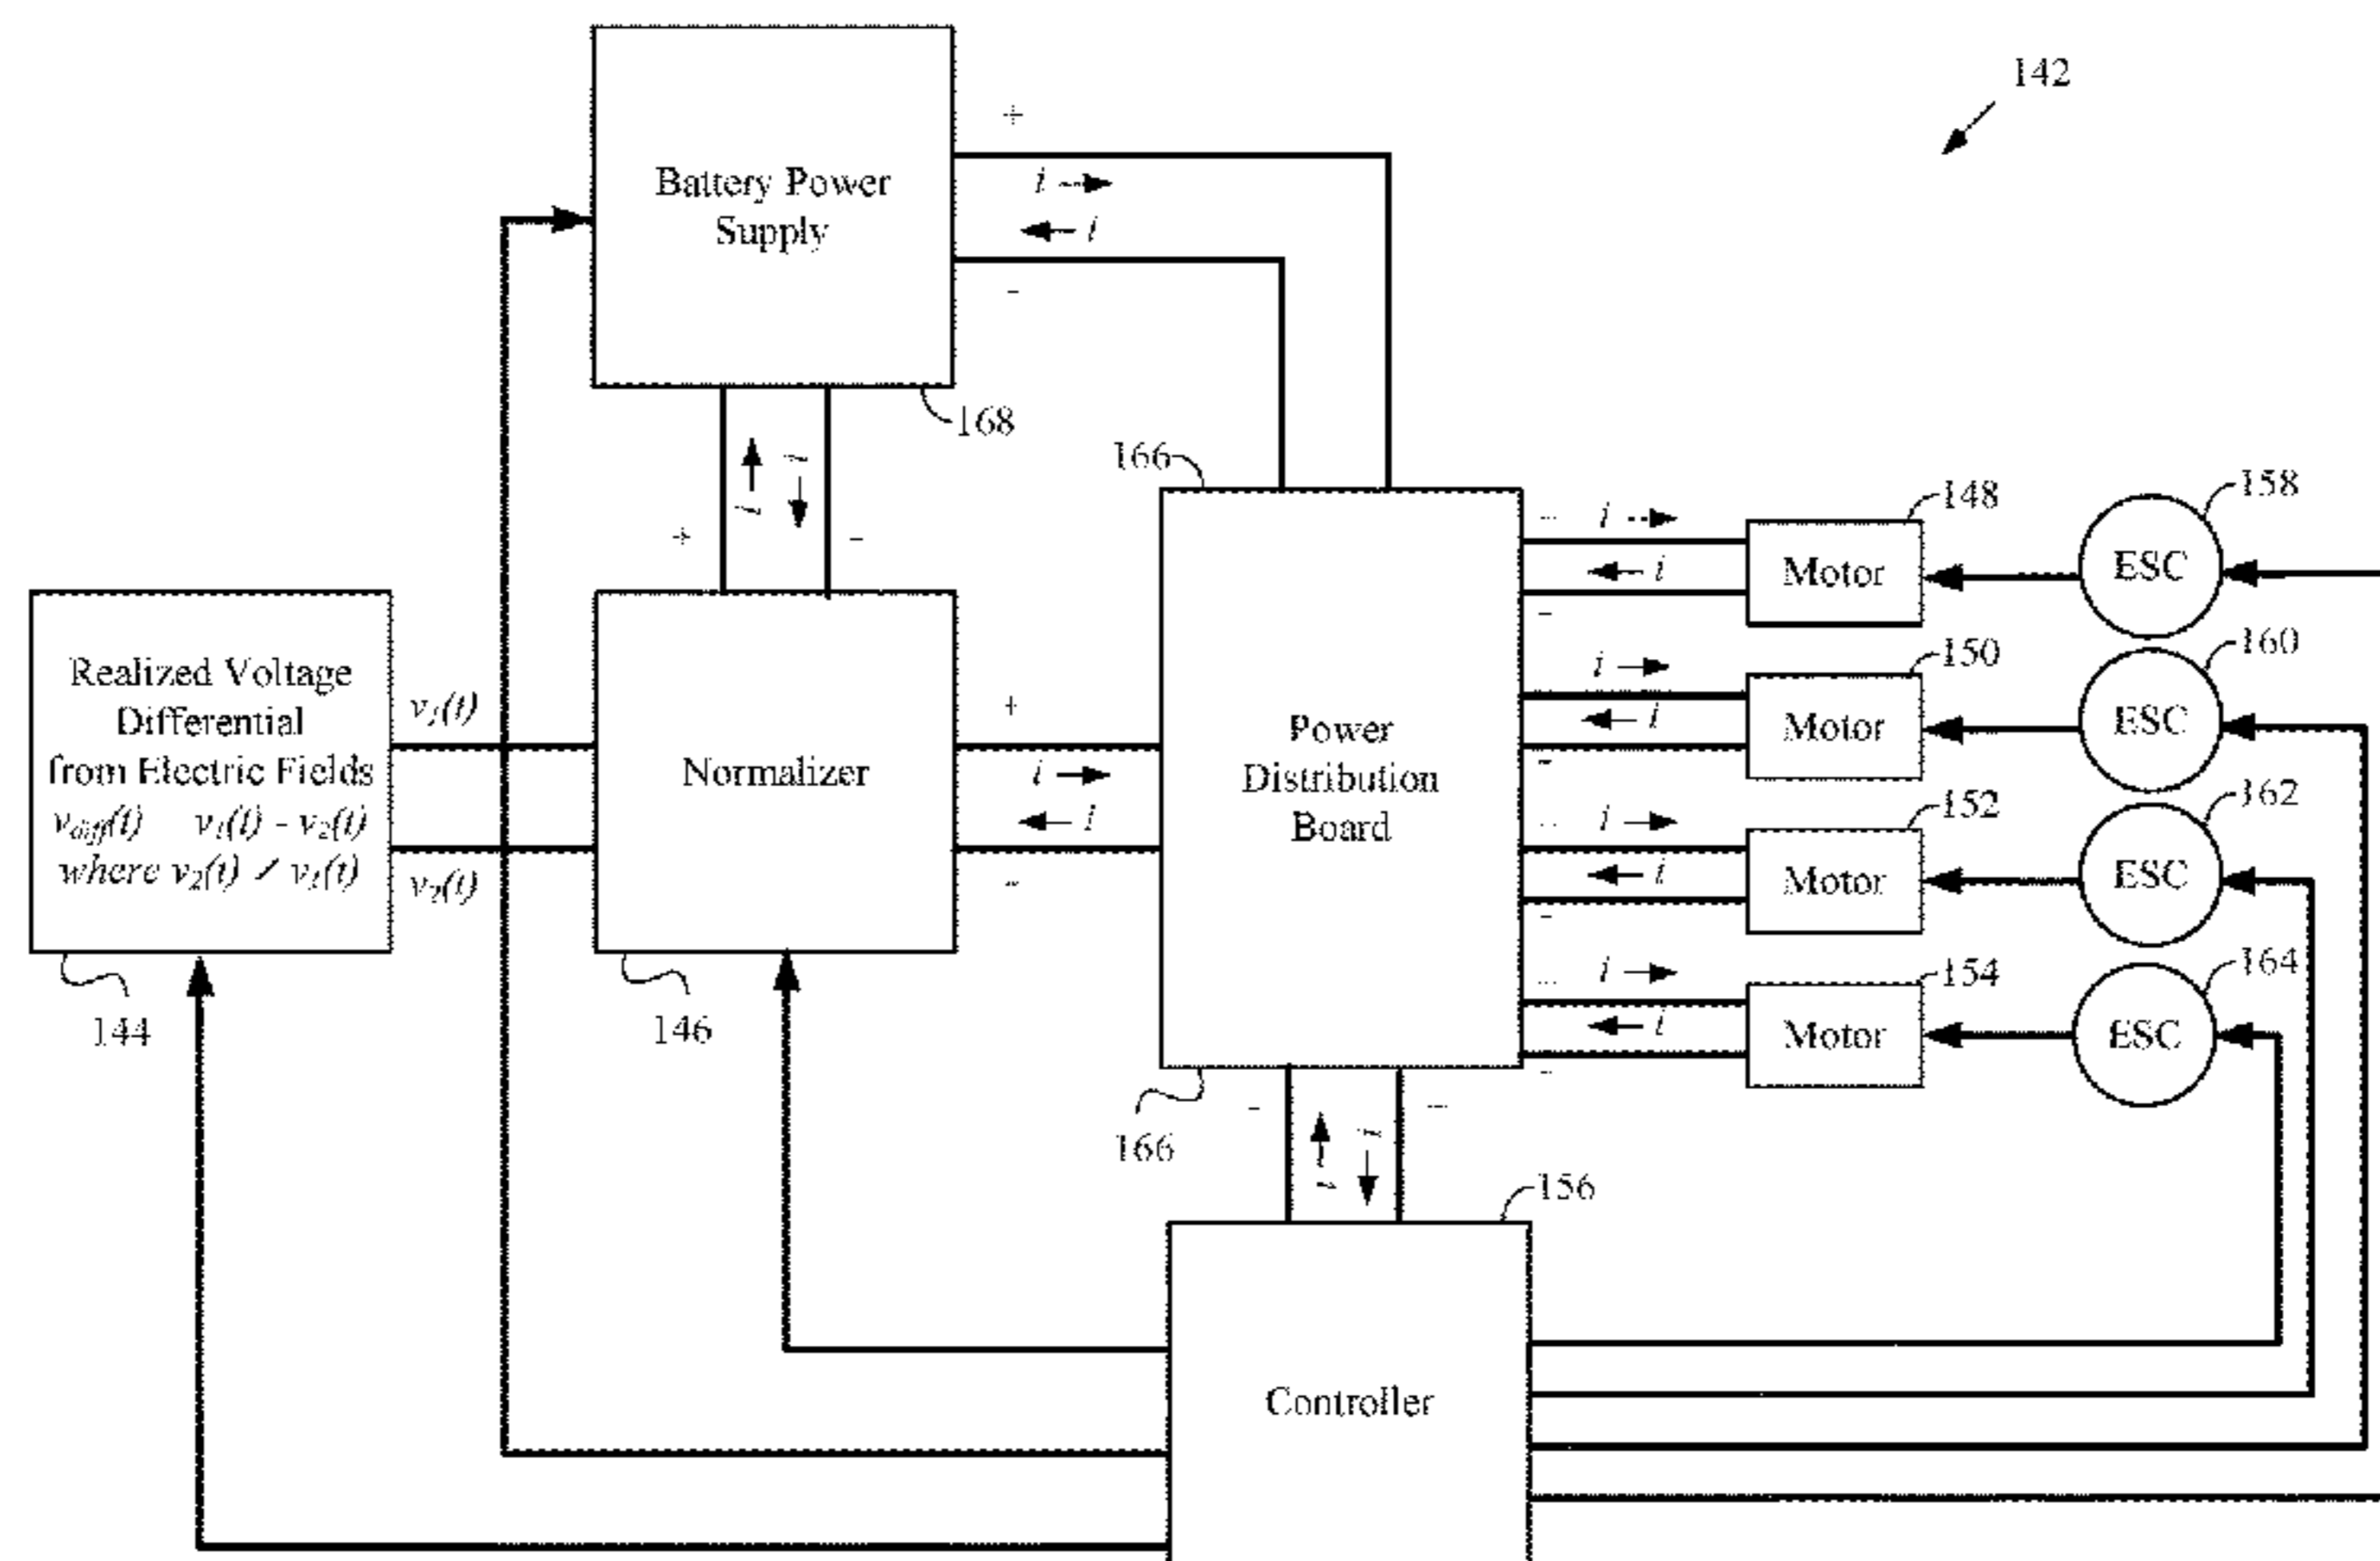 142
+
Battery Power
Supply
i
i
-
168
i
i
+
-
166
148
158
i
Motor
ESC
i
-
150
160
i
Motor
ESC
i
-
152
162
i
Motor
ESC
i
-
154
164
i
Motor
ESC
i
-
Realized Voltage
Differential
from Electric Fields
v1(t) - v2(t)
v1(t)
v2(t)
144
Normalizer
146
+
i
i
-
Power
Distribution
Board
166
-
i
i
156
Controller